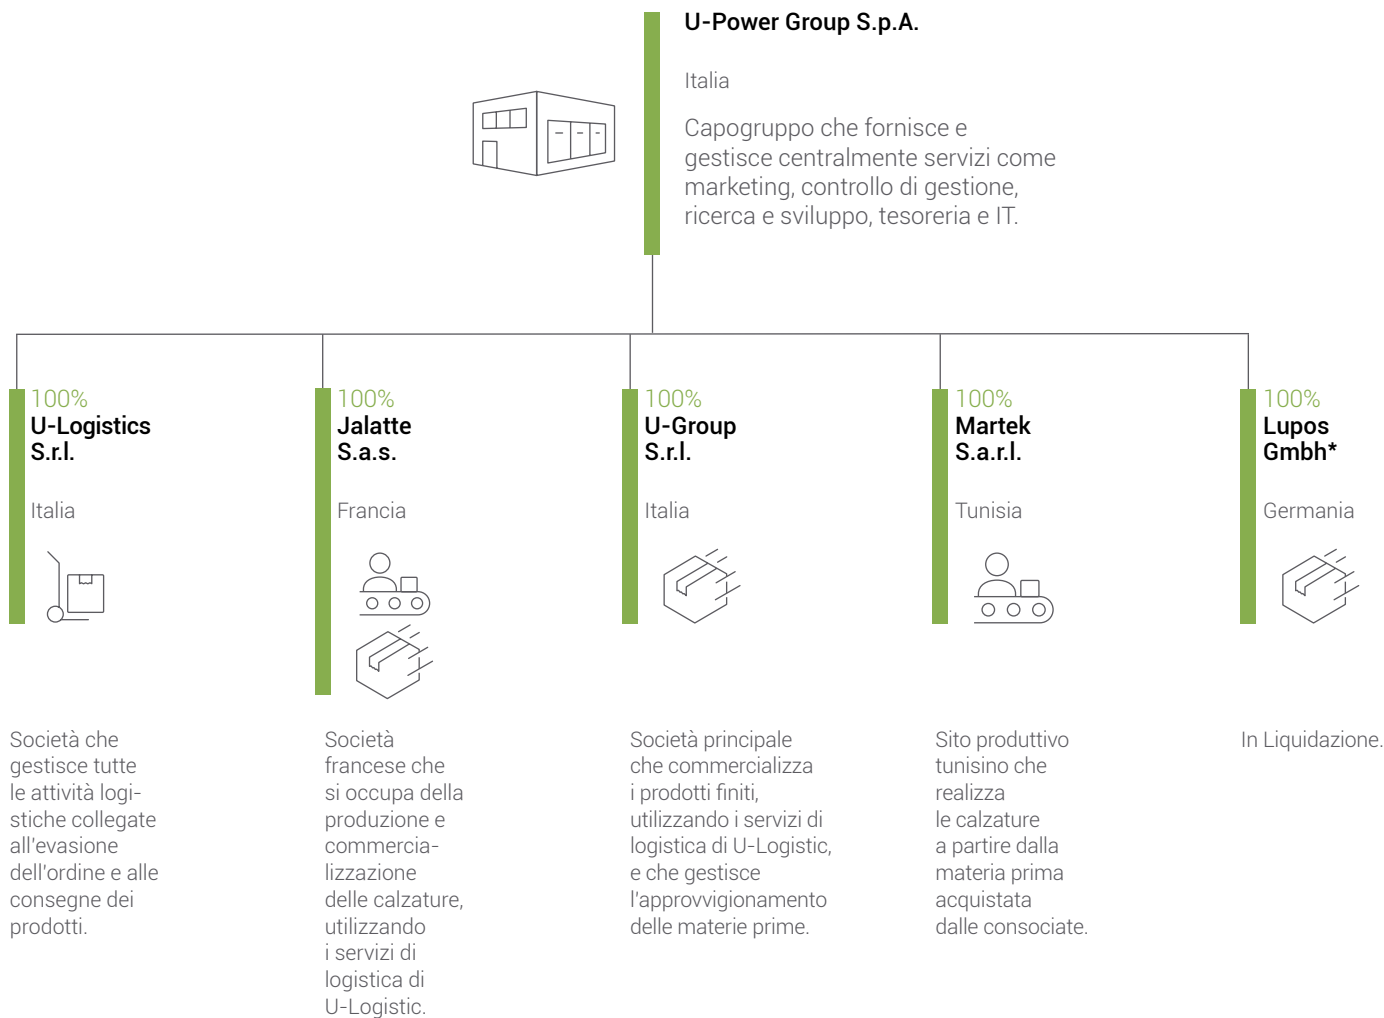 U-Power Group S.p.A.
Italia
Capogruppo che fornisce e
gestisce centralmente servizi come
marketing, controllo di gestione,
ricerca e sviluppo, tesoreria e IT.
100%
U-Logistics
S.r.l.
Italia
Società che
gestisce tutte
le attività logi-
stiche collegate
all'evasione
dell'ordine e alle
consegne dei
prodotti.
100%
Jalatte
S.a.s.
Francia
Società
francese che
si occupa della
produzione e
commercia-
lizzazione
delle calzature,
utilizzando
i servizi di
logistica di
U-Logistic.
100%
U-Group
S.r.l.
Italia
Società principale
che commercializza
i prodotti finiti,
utilizzando i servizi di
logistica di U-Logistic,
e che gestisce
l'approvvigionamento
delle materie prime.
100%
Martek
S.a.r.l.
Tunisia
Sito produttivo
tunisino che
realizza
le calzature
a partire dalla
materia prima
acquistata
dalle consociate.
100%
Lupos
Gmbh*
Germania
In Liquidazione.